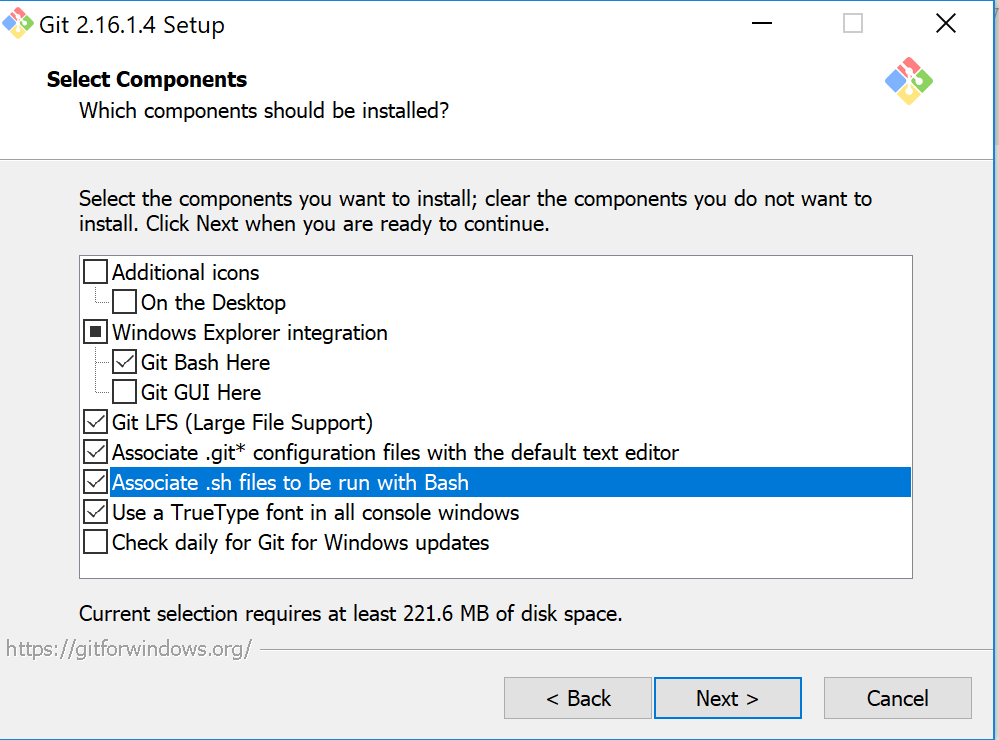 Git 2.16.1.4 Setup
Select Components
Which components should be installed?
Select the components you want to install; clear the components you do not want to
install. Click Next when you are ready to continue.
Additional icons
On the Desktop
Windows Explorer integration
Git Bash Here
Git GUI Here
Git LFS (Large File Support)
Associate .git* configuration files with the default text editor
Associate .sh files to be run with Bash
Use a TrueType font in all console windows
Check daily for Git for Windows updates
Current selection requires at least 221.6 MB of disk space.
https://gitforwindows.org/
< Back
Next >
Cancel